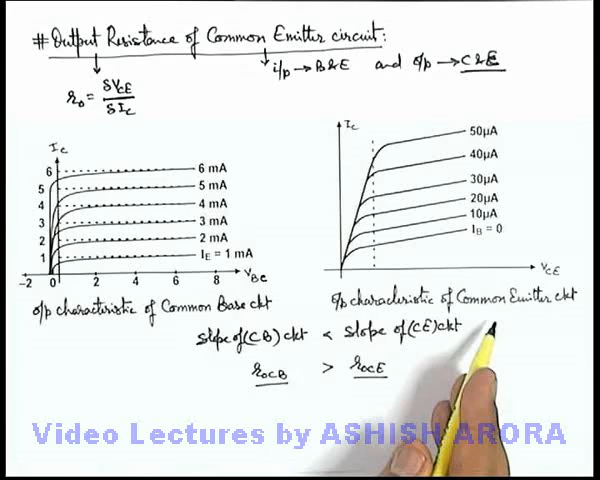 # Output Resistance of Common Emitter circuit:
i/p → B & E and o/p → C & E
r₀ = δV_CE / δI_C
I_C
6
5
4
3
2
1
6 mA
5 mA
4 mA
3 mA
2 mA
I_E = 1 mA
−2 0 2 4 6 8 V_BC
I_C
50µA
40µA
30µA
20µA
10µA
I_B = 0
V_CE
o/p characteristic of Common Base ckt
o/p characteristic of Common Emitter ckt
Slope of (CB) ckt < Slope of (CE) ckt
r₀CB > r₀CE
Video Lectures by ASHISH ARORA